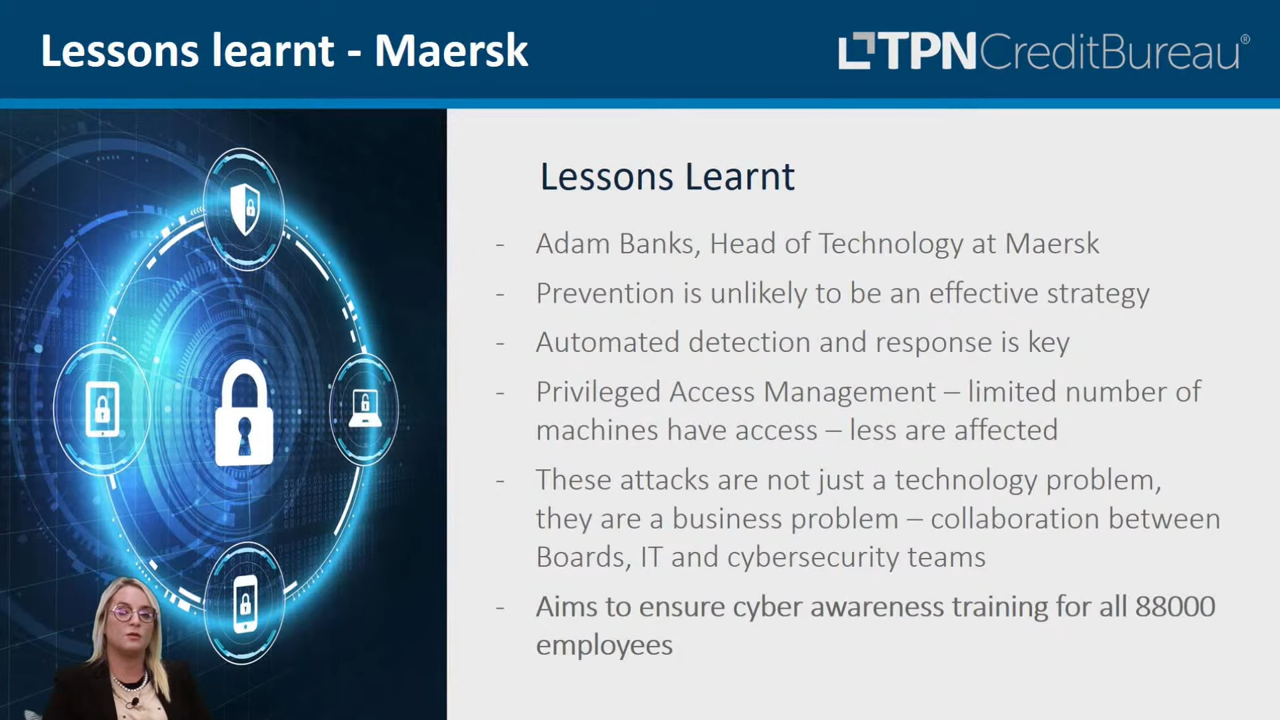 Lessons learnt - Maersk
TPNCreditBureau®
Lessons Learnt
- Adam Banks, Head of Technology at Maersk
- Prevention is unlikely to be an effective strategy
- Automated detection and response is key
- Privileged Access Management – limited number of
machines have access – less are affected
- These attacks are not just a technology problem,
they are a business problem – collaboration between
Boards, IT and cybersecurity teams
- Aims to ensure cyber awareness training for all 88000
employees